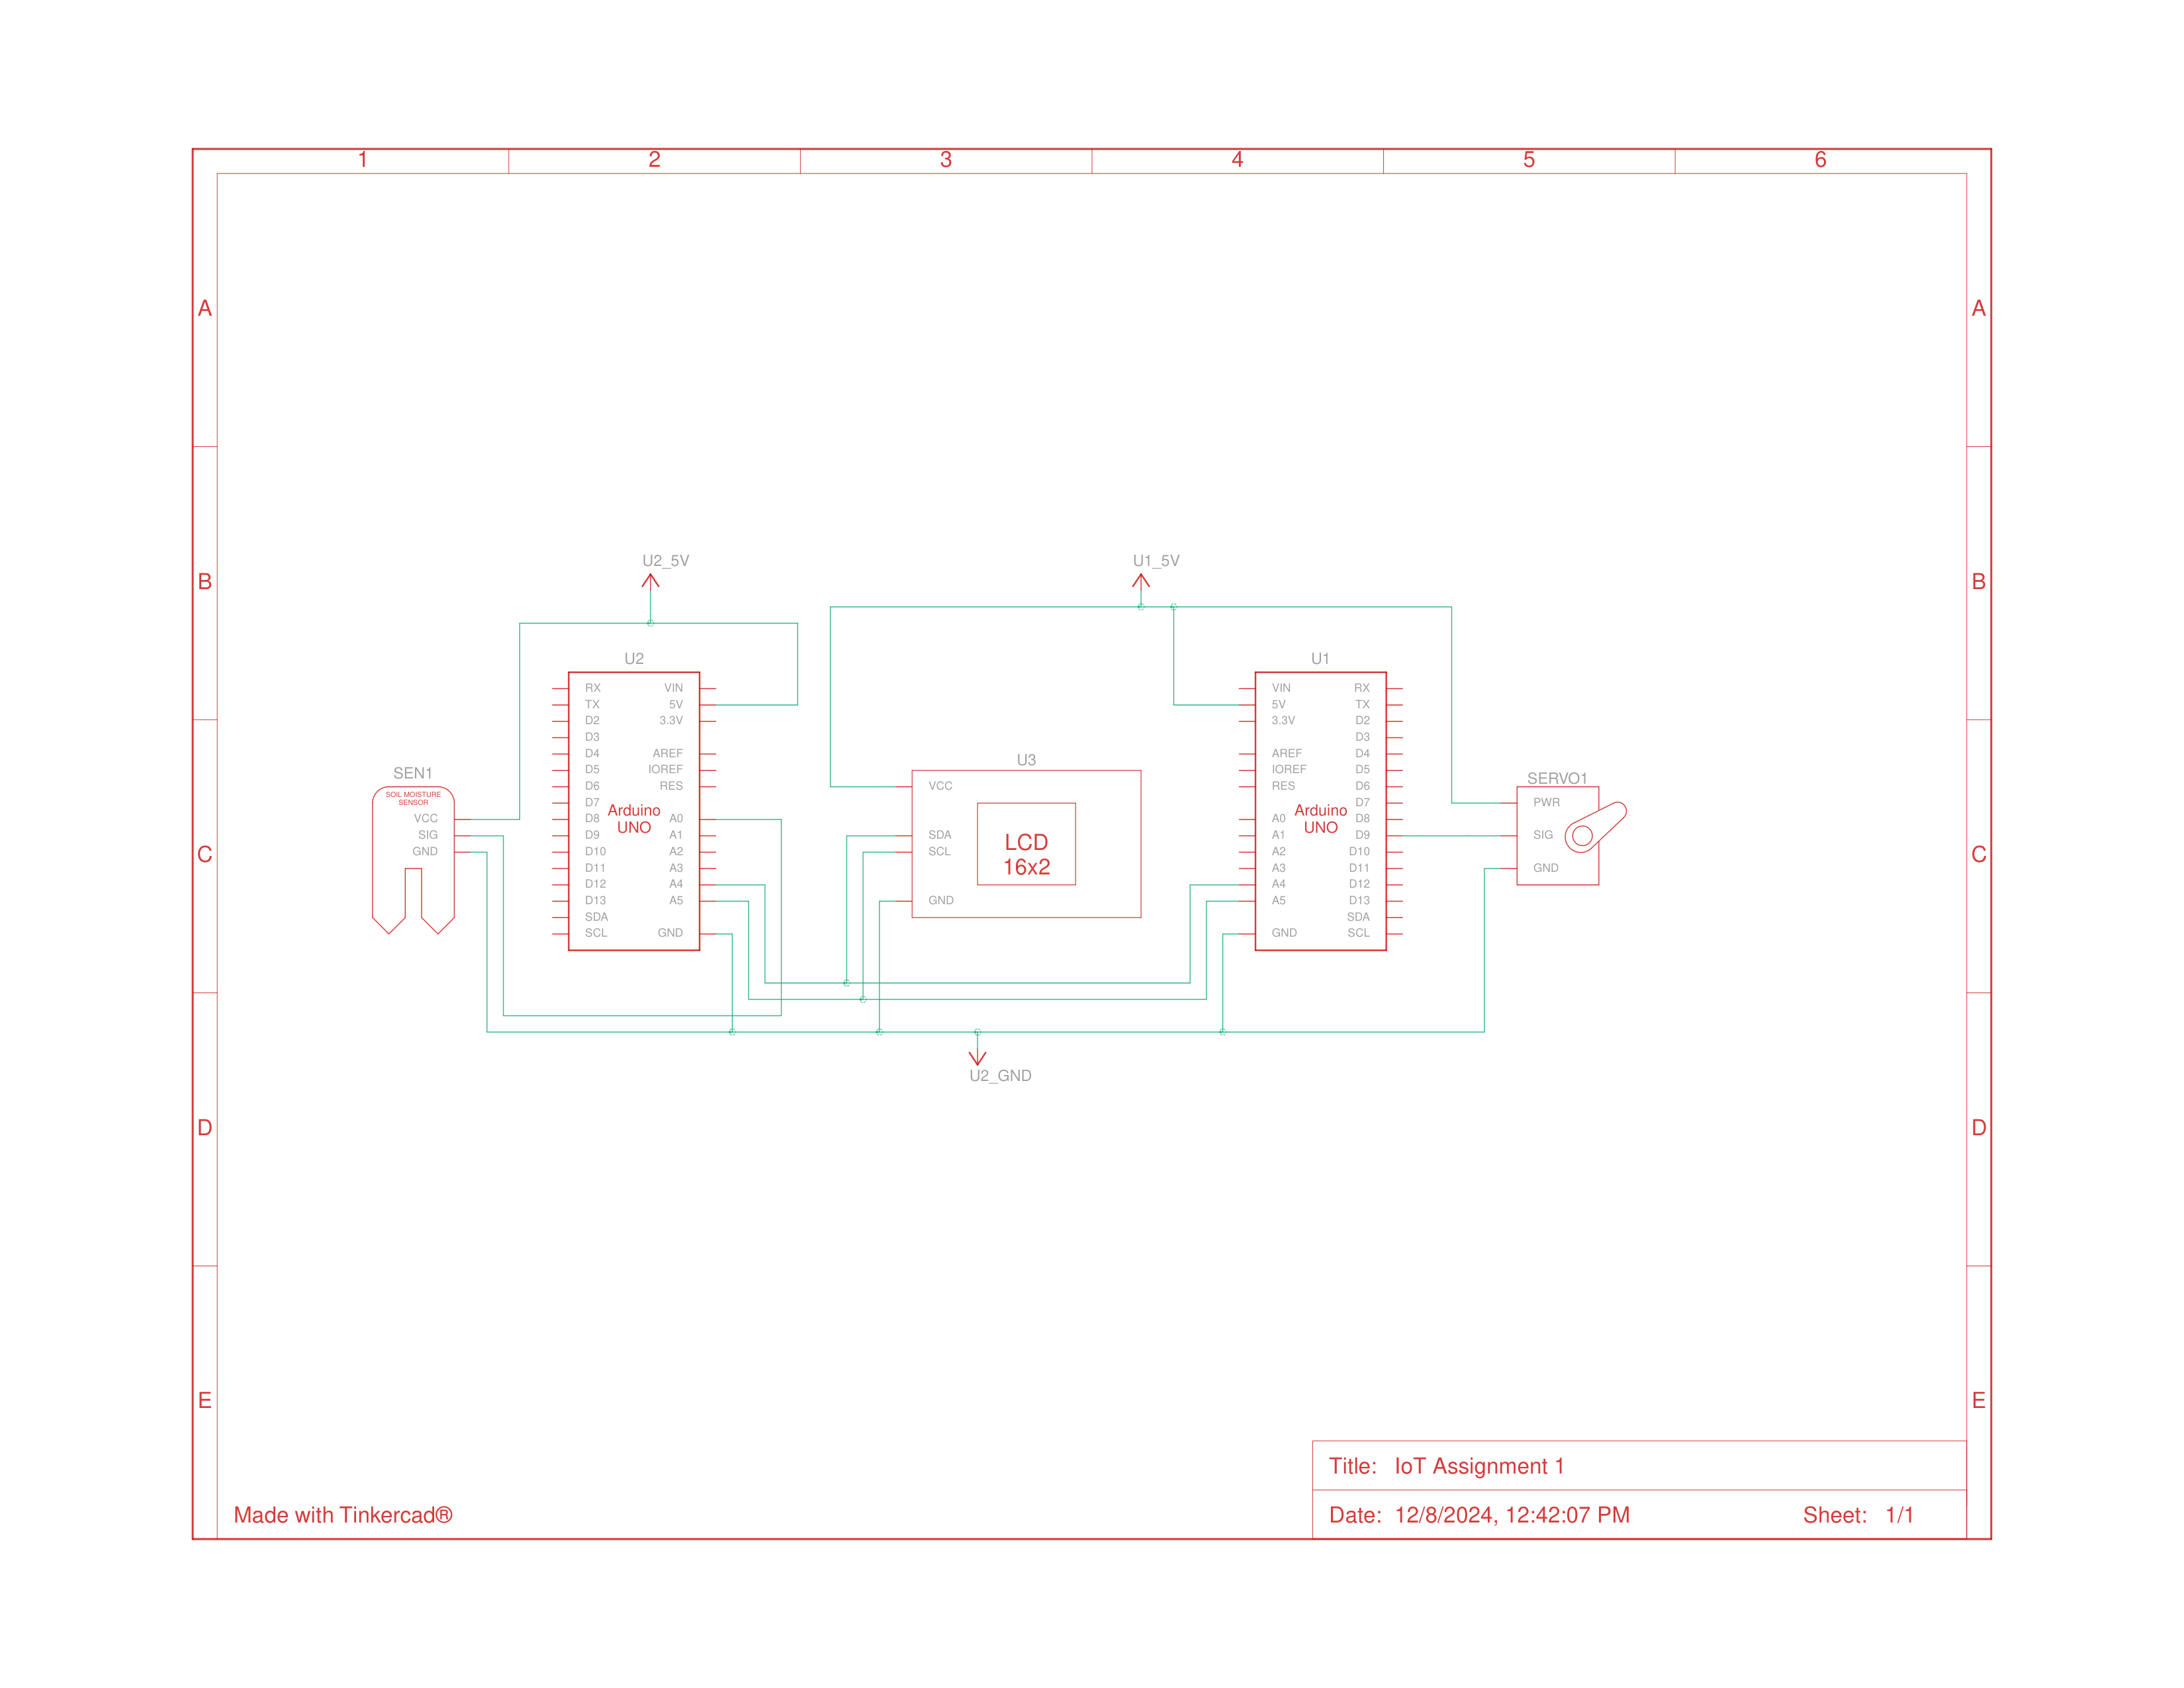 1 2 3 4 5 6
A A
B B
C C
D D
E E
U2_5V
U1_5V
U2
RX VIN
TX 5V
D2 3.3V
D3
D4 AREF
D5 IOREF
D6 RES
D7
D8 A0
D9 A1
D10 A2
D11 A3
D12 A4
D13 A5
SDA
SCL GND
Arduino
UNO
U1
VIN RX
5V TX
3.3V D2
D3
AREF D4
IOREF D5
RES D6
D7
A0 D8
A1 D9
A2 D10
A3 D11
A4 D12
A5 D13
SDA
GND SCL
Arduino
UNO
SEN1
SOIL MOISTURE
SENSOR
VCC
SIG
GND
U3
VCC
SDA
SCL
GND
LCD
16x2
SERVO1
PWR
SIG
GND
U2_GND
Title: IoT Assignment 1
Made with Tinkercad®
Date: 12/8/2024, 12:42:07 PM Sheet: 1/1